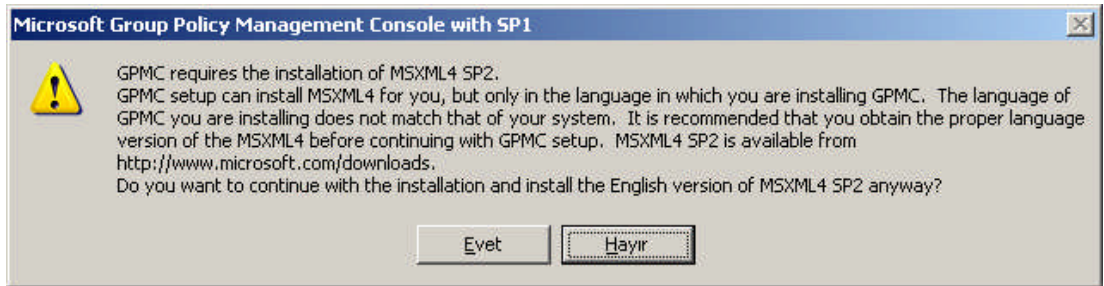 Microsoft Group Policy Management Console with SP1
GPMC requires the installation of MSXML4 SP2.
GPMC setup can install MSXML4 for you, but only in the language in which you are installing GPMC.  The language of
GPMC you are installing does not match that of your system.  It is recommended that you obtain the proper language
version of the MSXML4 before continuing with GPMC setup.  MSXML4 SP2 is available from
http://www.microsoft.com/downloads.
Do you want to continue with the installation and install the English version of MSXML4 SP2 anyway?
Evet
Hayır